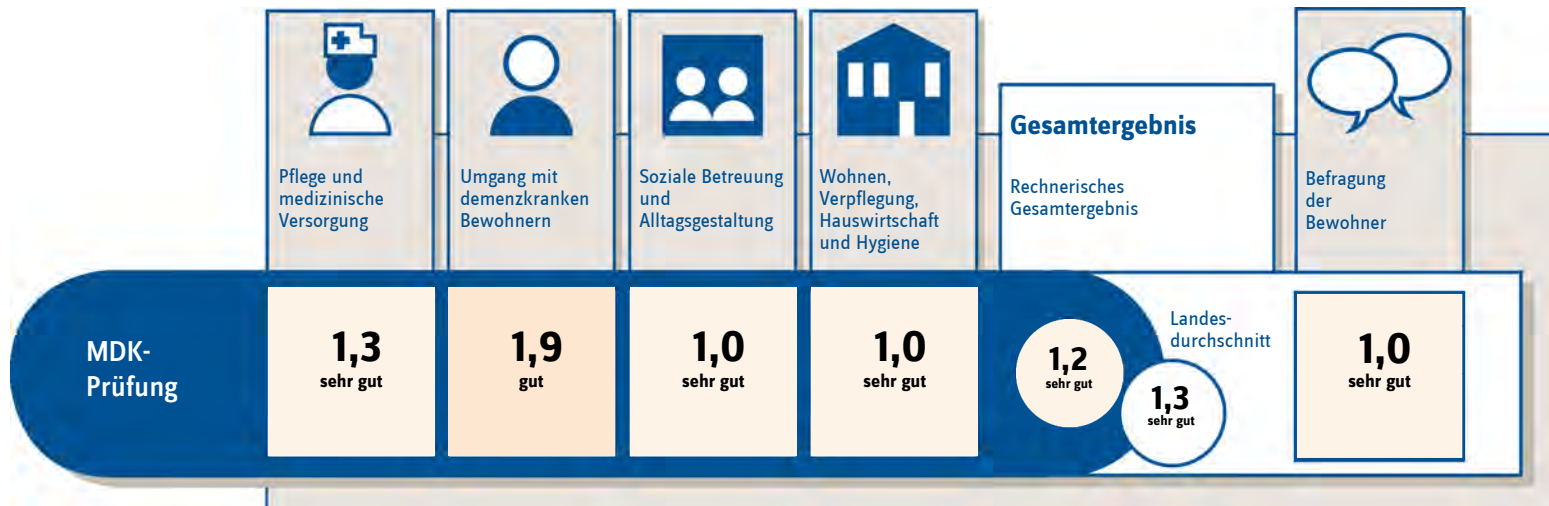 Pflege und
medizinische
Versorgung
Umgang mit
demenzkranken
Bewohnern
Soziale Betreuung
und
Alltagsgestaltung
Wohnen,
Verpflegung,
Hauswirtschaft
und Hygiene
Gesamtergebnis
Rechnerisches
Gesamtergebnis
Befragung
der
Bewohner
MDK-
Prüfung
1,3
sehr gut
1,9
gut
1,0
sehr gut
1,0
sehr gut
1,2
sehr gut
Landes-
durchschnitt
1,3
sehr gut
1,0
sehr gut